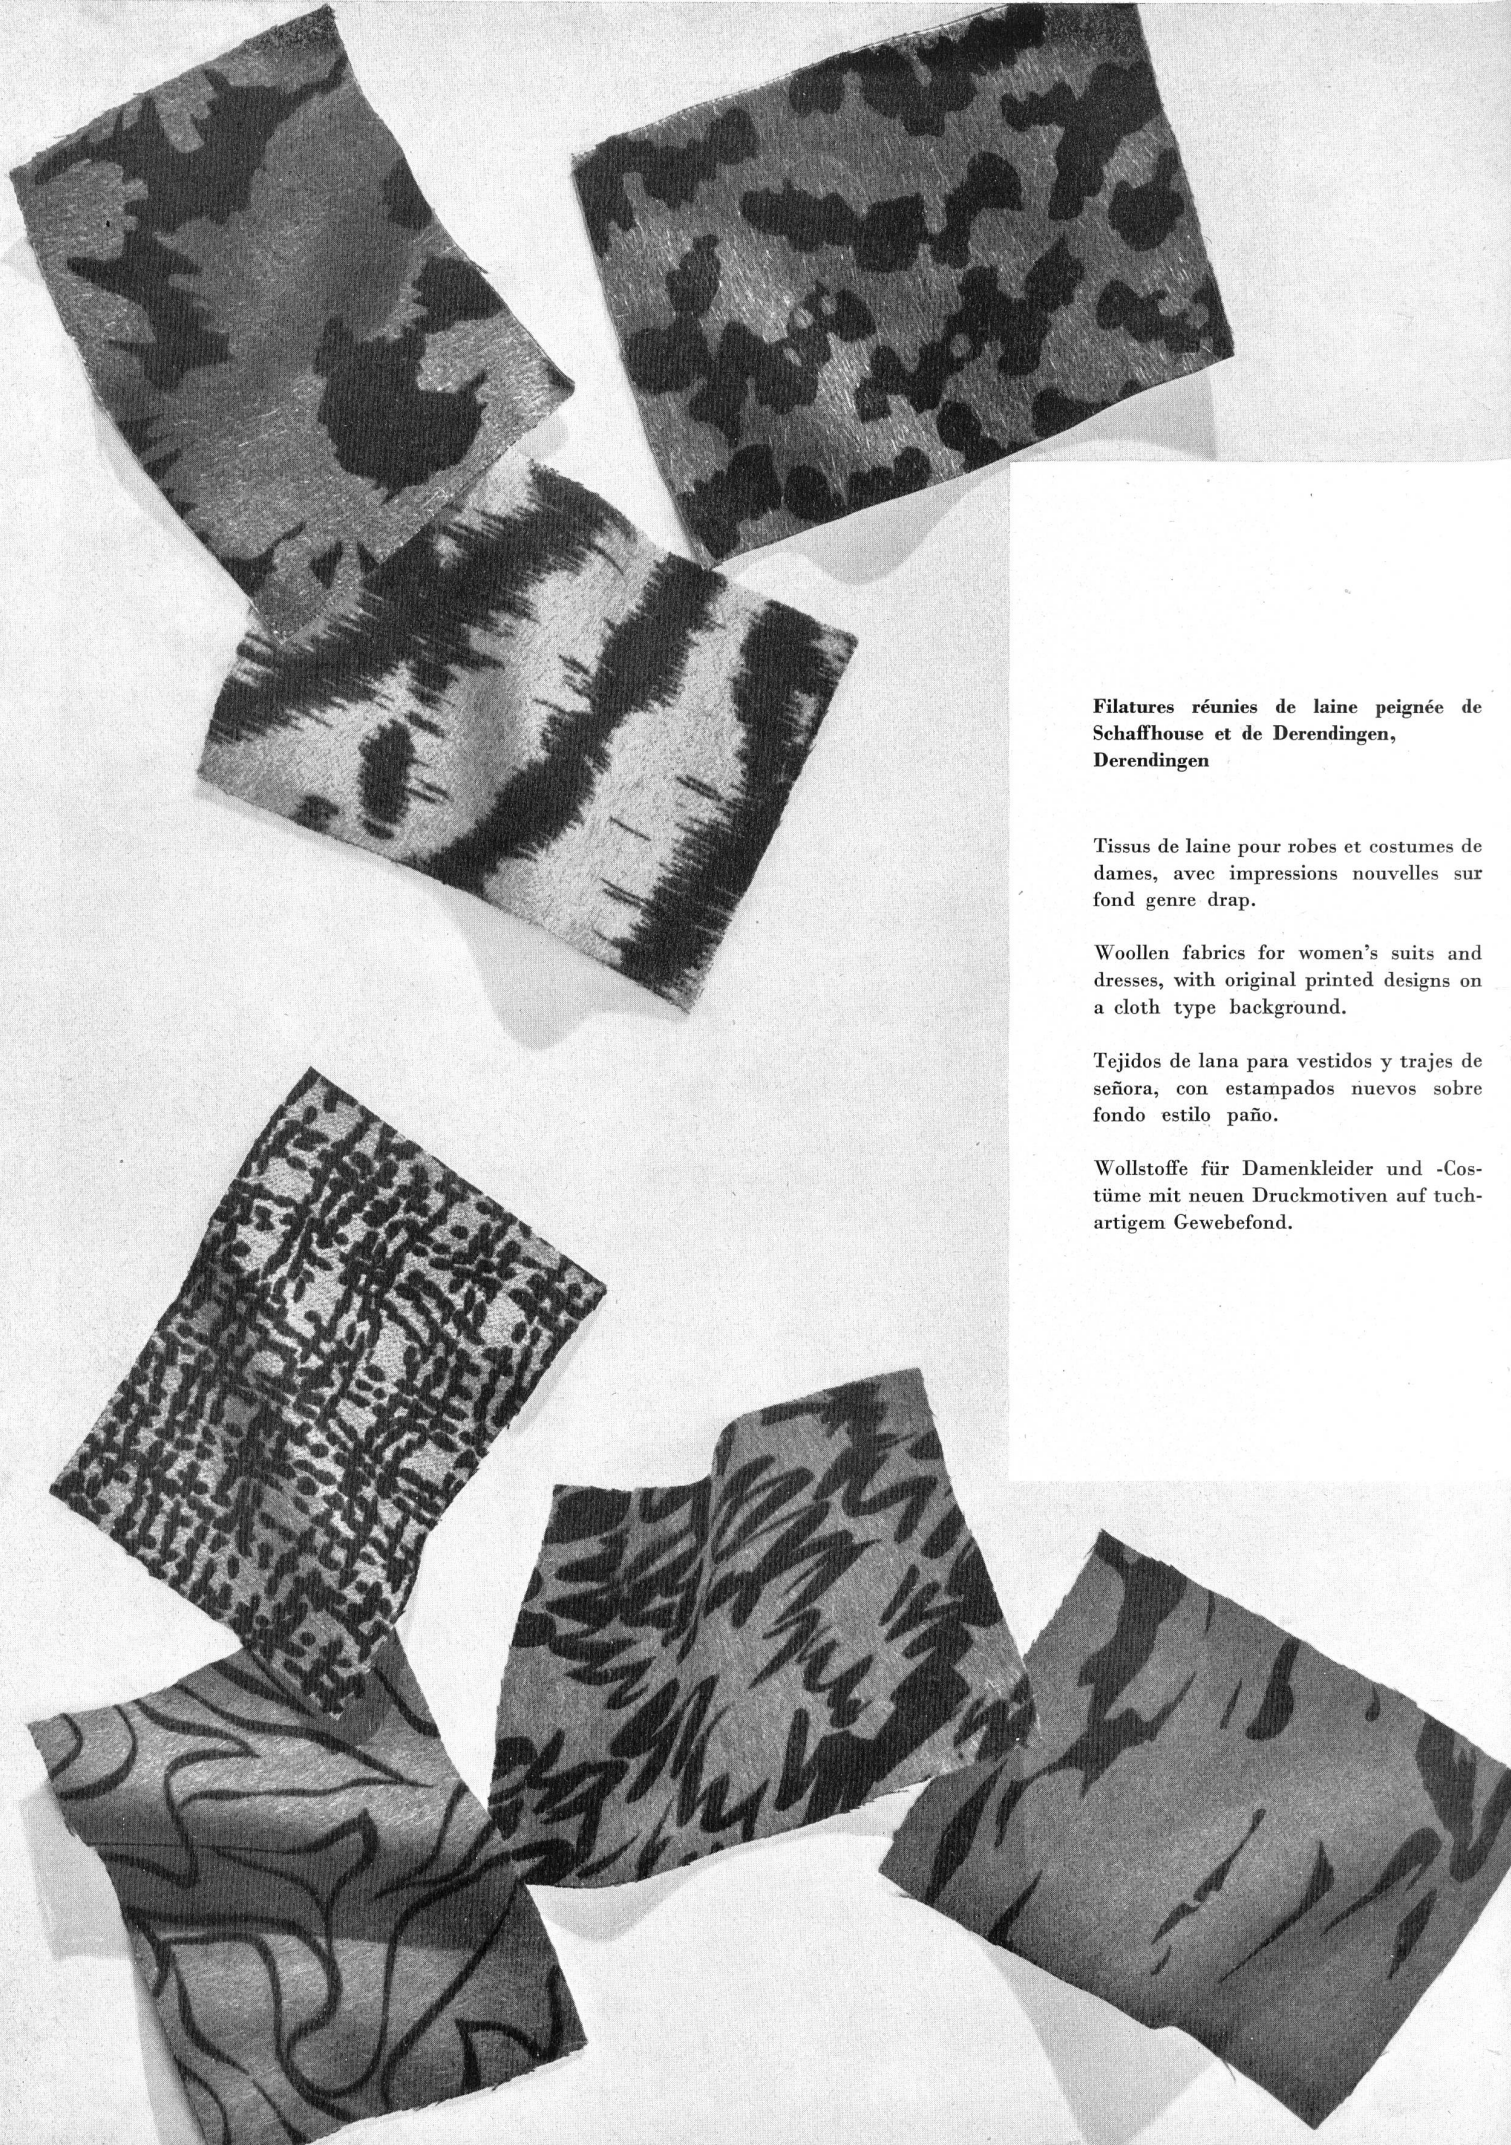 Filatures réunies de laine peignée de
Schaffhouse et de Derendingen,
Derendingen
Tissus de laine pour robes et costumes de
dames, avec impressions nouvelles sur
fond genre drap.
Woollen fabrics for women's suits and
dresses, with original printed designs on
a cloth type background.
Tejidos de lana para vestidos y trajes de
señora, con estampados nuevos sobre
fondo estilo paño.
Wollstoffe für Damenkleider und -Cos-
tüme mit neuen Druckmotiven auf tuch-
artigem Gewebefond.